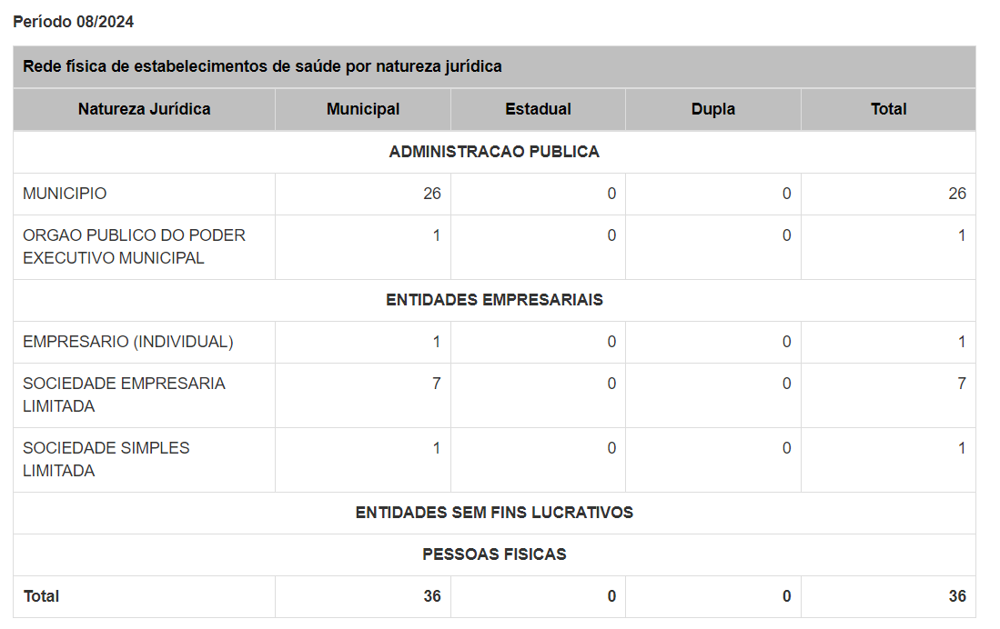 Período 08/2024
Rede física de estabelecimentos de saúde por natureza jurídica
Natureza Jurídica Municipal Estadual Dupla Total
ADMINISTRACAO PUBLICA
MUNICIPIO 26 0 0 26
ORGAO PUBLICO DO PODER 1 0 0 1
EXECUTIVO MUNICIPAL
ENTIDADES EMPRESARIAIS
EMPRESARIO (INDIVIDUAL) 1 0 0 1
SOCIEDADE EMPRESARIA 7 0 0 7
LIMITADA
SOCIEDADE SIMPLES 1 0 0 1
LIMITADA
ENTIDADES SEM FINS LUCRATIVOS
PESSOAS FISICAS
Total 36 0 0 36